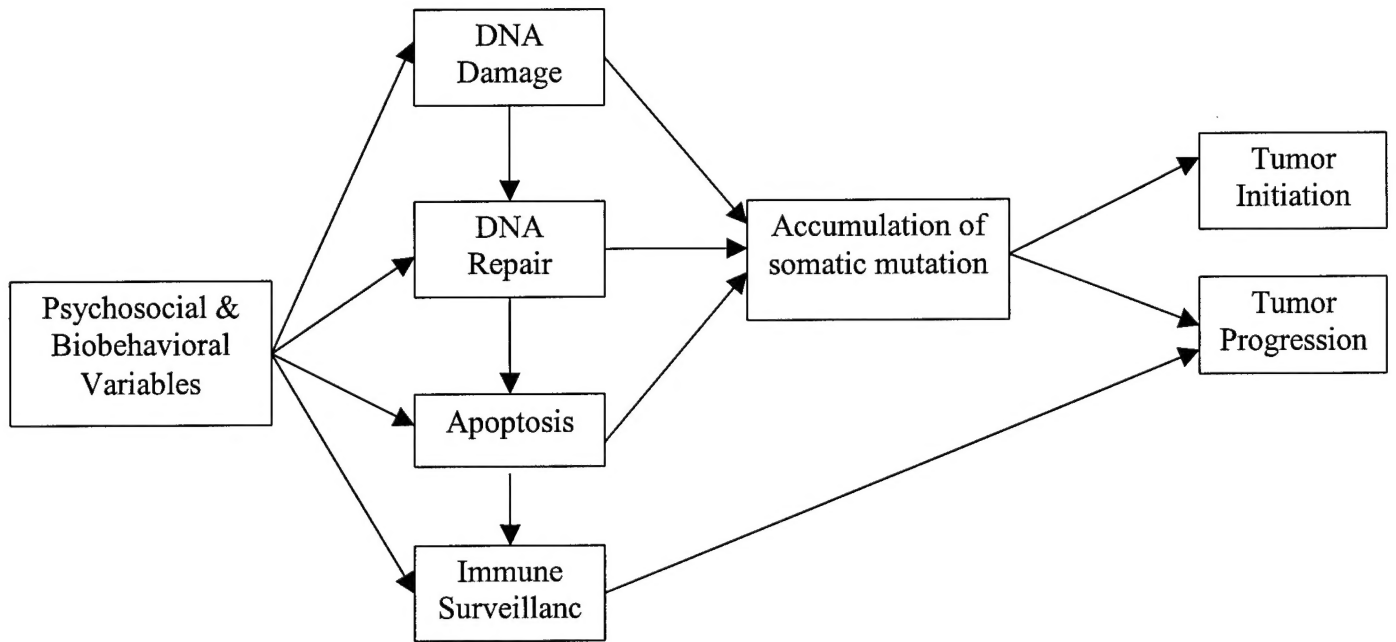 Psychosocial &
Biobehavioral
Variables
DNA
Damage
DNA
Repair
Apoptosis
Immune
Surveillanc
Accumulation of
somatic mutation
Tumor
Initiation
Tumor
Progression